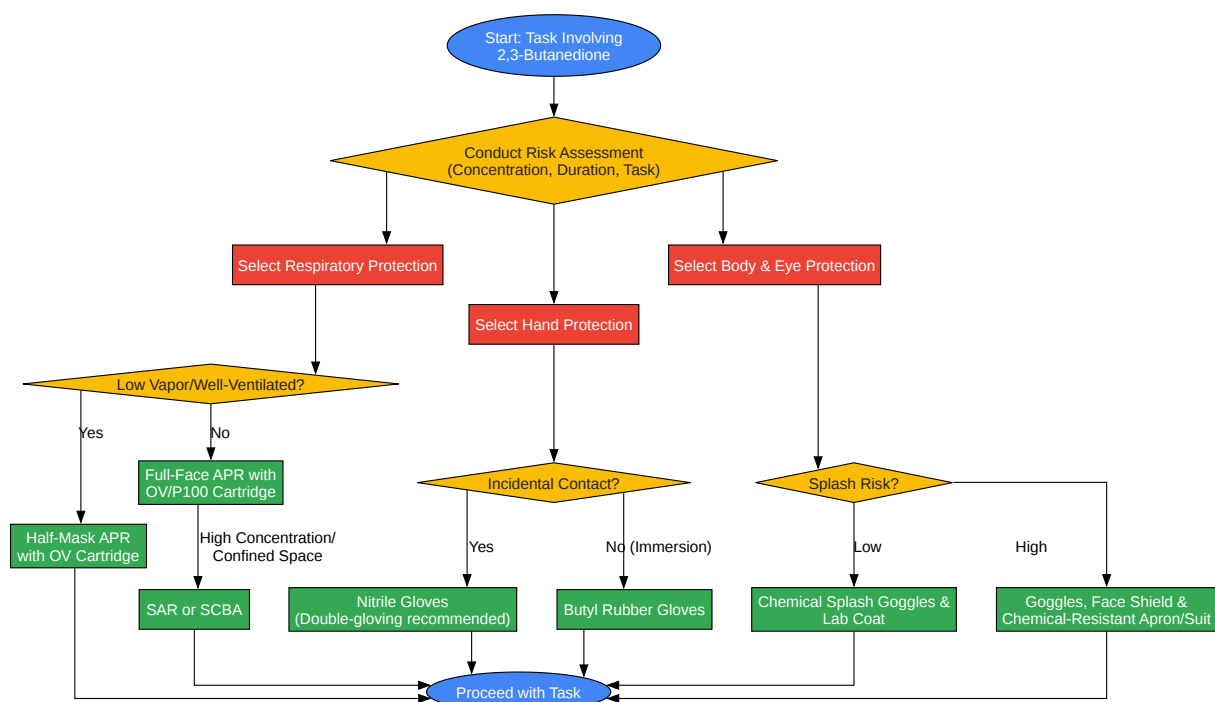 Start: Task Involving
2,3-Butanedione
Conduct Risk Assessment
(Concentration, Duration, Task)
Select Respiratory Protection
Select Body & Eye Protection
Select Hand Protection
Low Vapor/Well-Ventilated?
Yes
No
Full-Face APR with
OV/P100 Cartridge
Incidental Contact?
Splash Risk?
Half-Mask APR
with OV Cartridge
High Concentration/
Confined Space
Yes
No (Immersion)
Low
High
SAR or SCBA
Nitrile Gloves
(Double-gloving recommended)
Butyl Rubber Gloves
Chemical Splash Goggles &
Lab Coat
Goggles, Face Shield &
Chemical-Resistant Apron/Suit
Proceed with Task